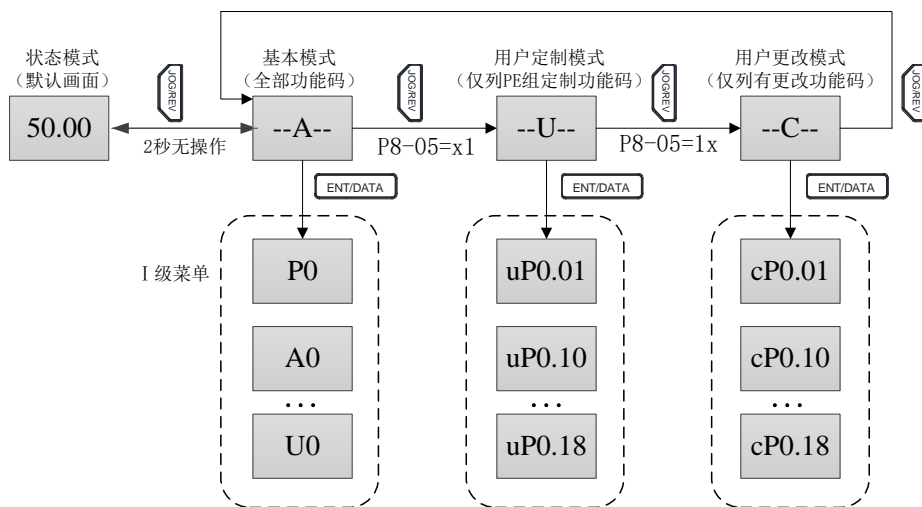 状态模式
（默认画面）
JOG/REV
基本模式
（全部功能码）
JOG/REV
用户定制模式
（仅列PE组定制功能码）
JOG/REV
用户更改模式
（仅列有更改功能码）
JOG/REV
50.00
2秒无操作
--A--
P8-05=x1
--U--
P8-05=1x
--C--
ENT/DATA
ENT/DATA
ENT/DATA
I 级菜单
P0
uP0.01
cP0.01
A0
uP0.10
cP0.10
...
...
...
U0
uP0.18
cP0.18